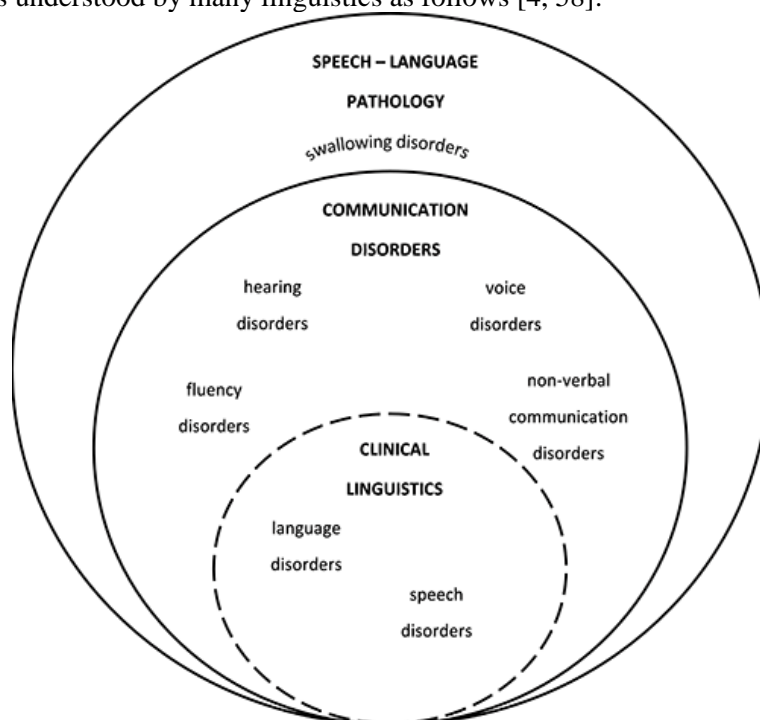 s understood by many linguistics as follows [4, 58]:
SPEECH – LANGUAGE
PATHOLOGY
swallowing disorders
COMMUNICATION
DISORDERS
hearing
disorders
voice
disorders
fluency
disorders
non-verbal
communication
disorders
CLINICAL
LINGUISTICS
language
disorders
speech
disorders